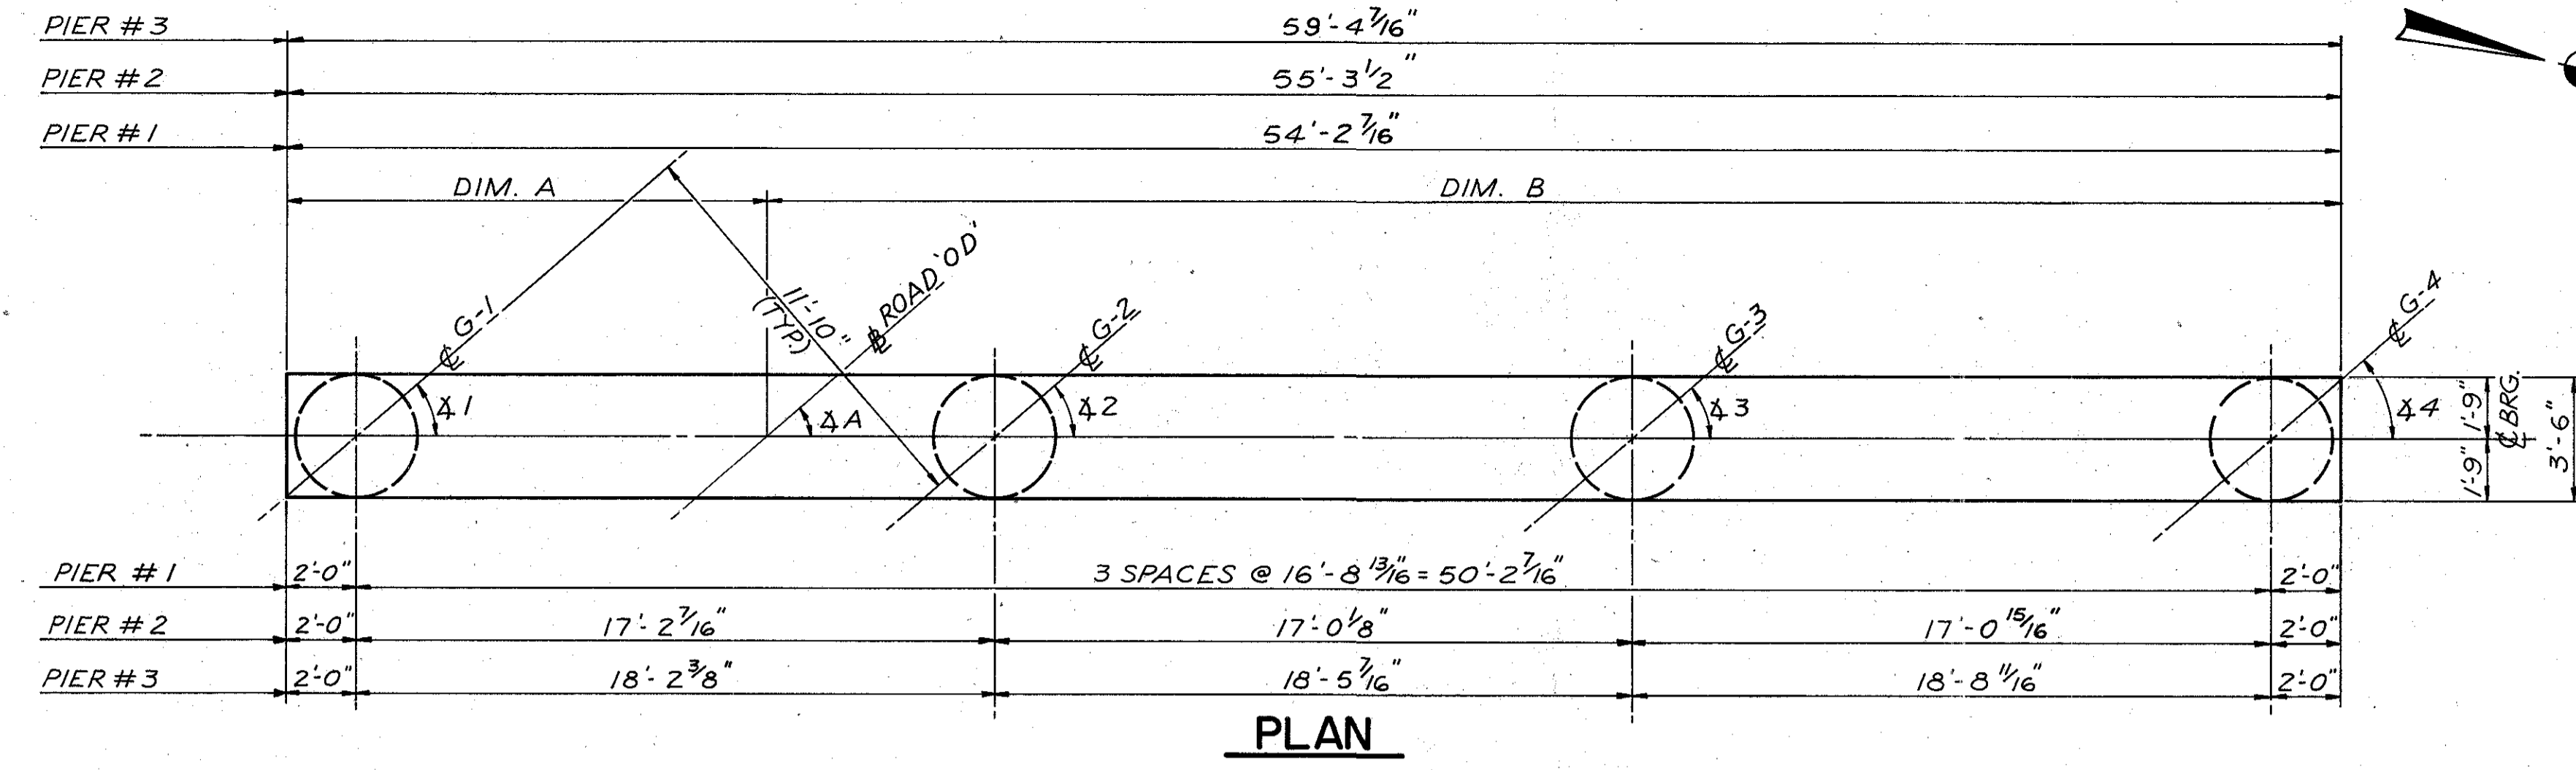 PIER #3 59'-4 7/16"
PIER #2 55'-3 1/2"
PIER #1 54'-2 7/16"
DIM. A DIM. B
℄ G-1
11'-10"
(TYP.)
℄ ROAD 'OD'
℄ G-2
℄ G-3
℄ G-4
∡1
∡A
∡2
∡3
∡4
1'-9"
1'-9"
℄ BRG.
3'-6"
PIER #1 2'-0" 3 SPACES @ 16'-8 13/16" = 50'-2 7/16" 2'-0"
PIER #2 2'-0" 17'-2 7/16" 17'-0 1/8" 17'-0 15/16" 2'-0"
PIER #3 2'-0" 18'-2 3/8" 18'-5 7/16" 18'-8 11/16" 2'-0"
PLAN